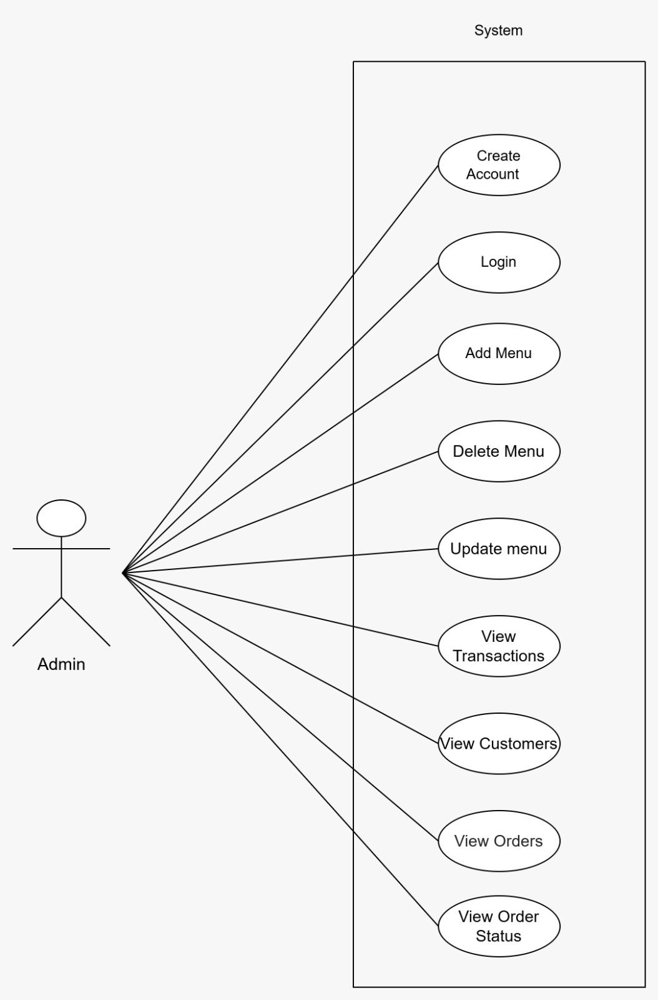 System
Create
Account
Login
Add Menu
Delete Menu
Update menu
View
Transactions
View Customers
View Orders
View Order
Status
Admin